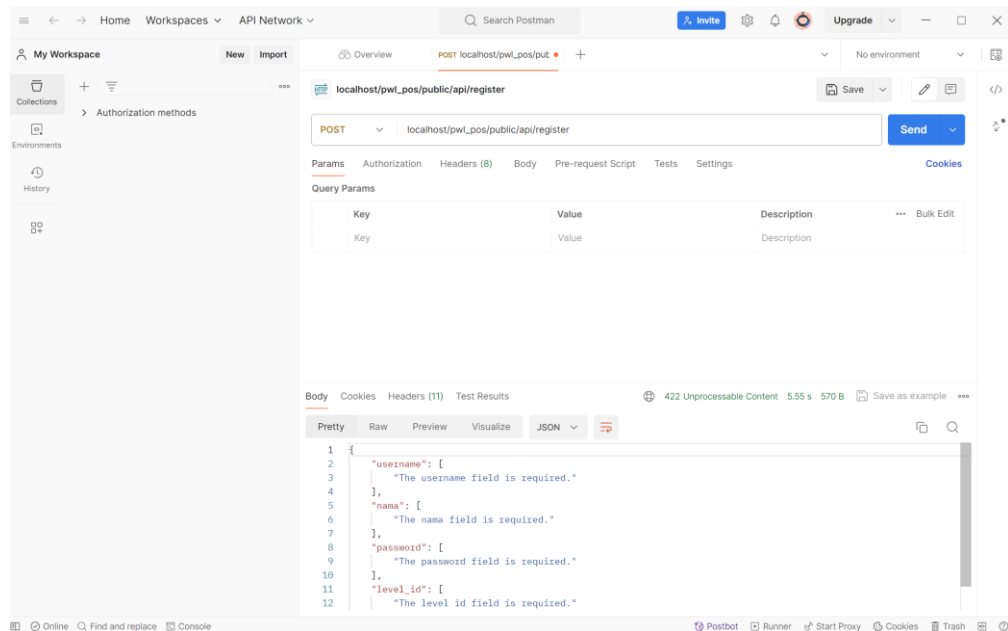 Home Workspaces API Network Search Postman Invite Upgrade
My Workspace New Import Overview POST localhost/pwl_pos/put No environment
Collections
Authorization methods
Environments
History
HTTP localhost/pwl_pos/public/api/register Save
POST localhost/pwl_pos/public/api/register Send
Params Authorization Headers (8) Body Pre-request Script Tests Settings Cookies
Query Params
Key Value Description Bulk Edit
Key Value Description
Body Cookies Headers (11) Test Results 422 Unprocessable Content 5.55 s 570 B Save as example
Pretty Raw Preview Visualize JSON
1 {
2 "username": [
3 "The username field is required."
4 ],
5 "nama": [
6 "The nama field is required."
7 ],
8 "password": [
9 "The password field is required."
10 ],
11 "level_id": [
12 "The level id field is required."
Online Find and replace Console Postbot Runner Start Proxy Cookies Trash